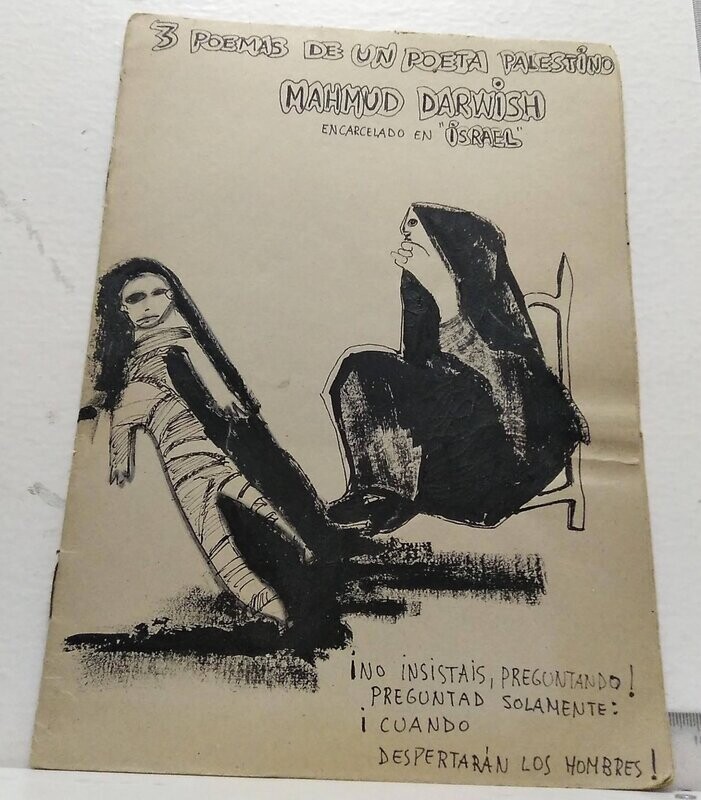 3 POEMAS DE UN POETA PALESTINO
MAHMUD DARWISH
ENCARCELADO EN "ISRAEL"
¡NO INSISTAIS, PREGUNTANDO!
PREGUNTAD SOLAMENTE:
¡CUANDO
DESPERTARÁN LOS HOMBRES!